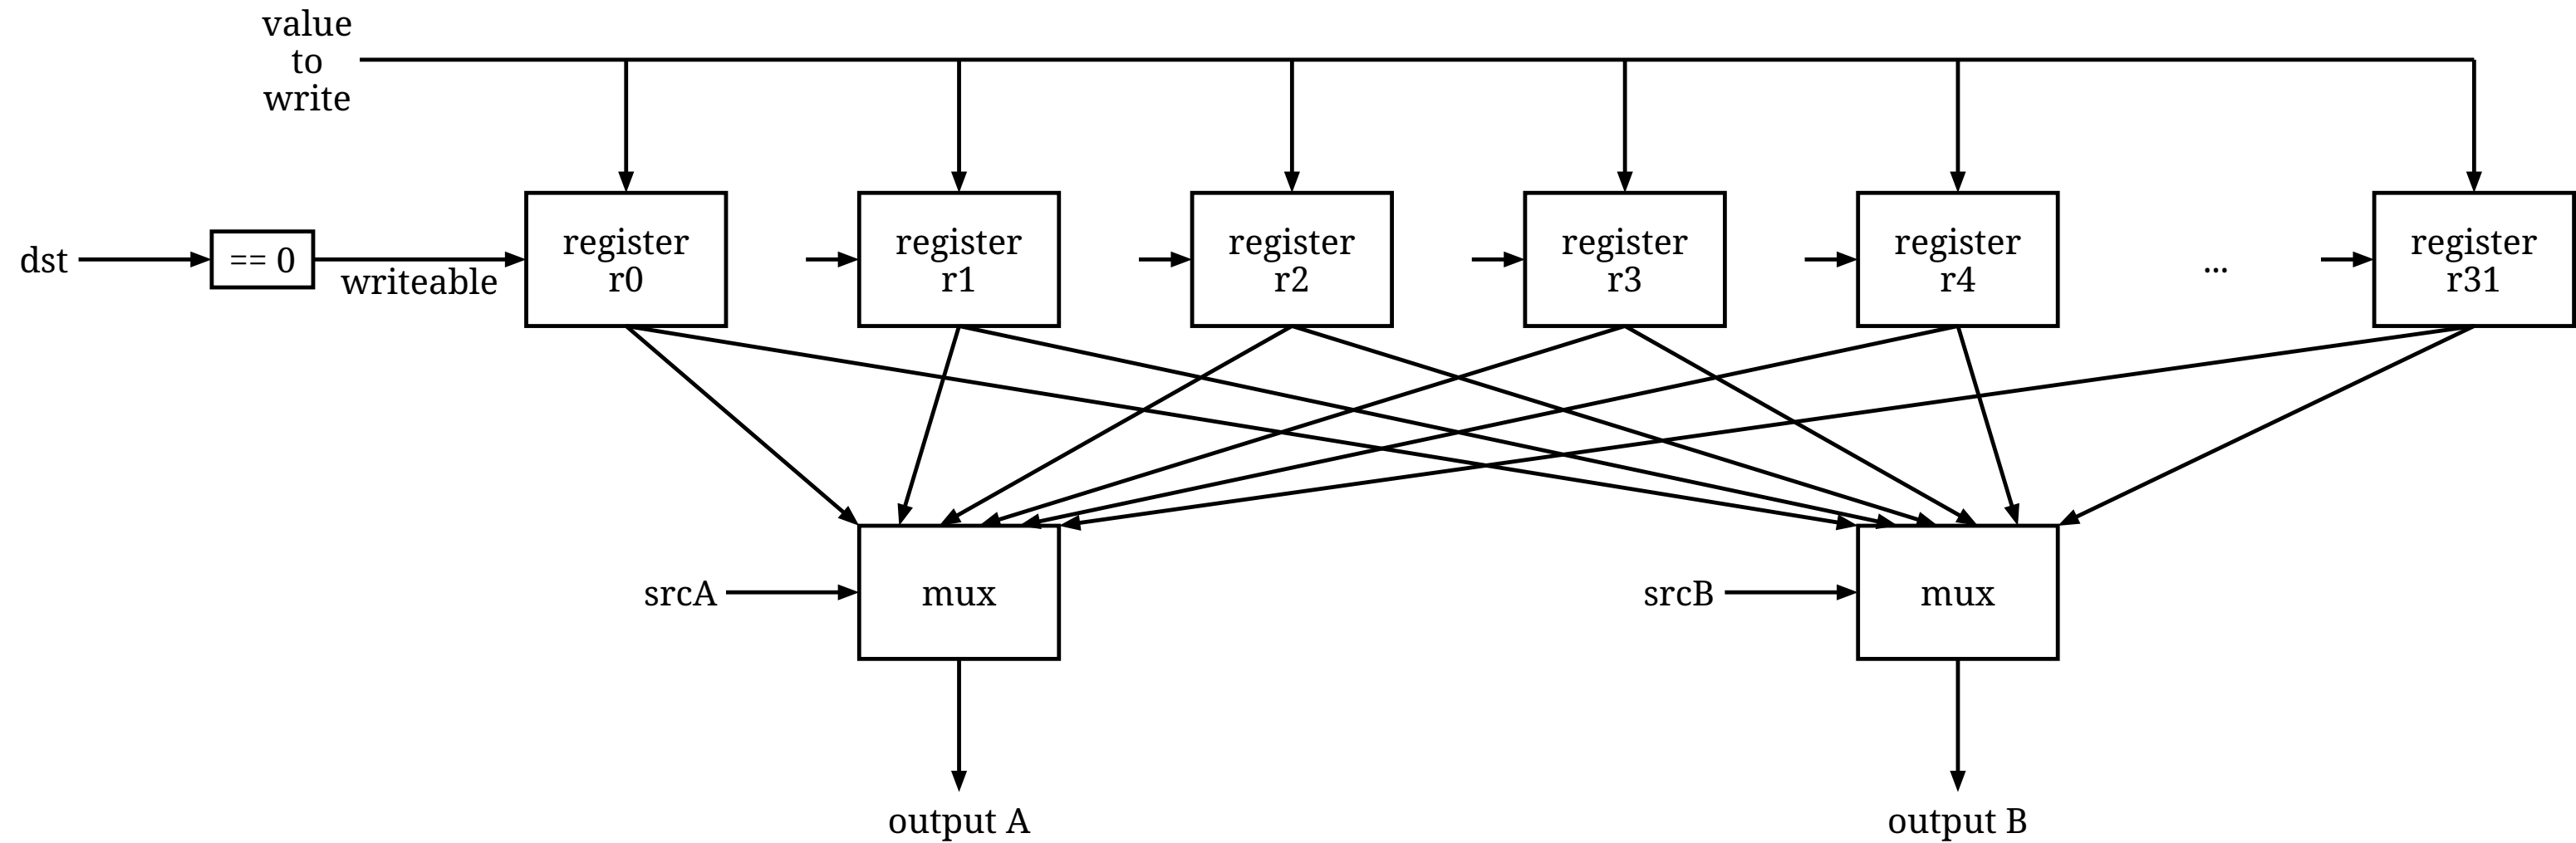 value
to
write
dst
== 0
writeable
register
r0
register
r1
register
r2
register
r3
register
r4
...
register
r31
srcA
mux
srcB
mux
output A
output B